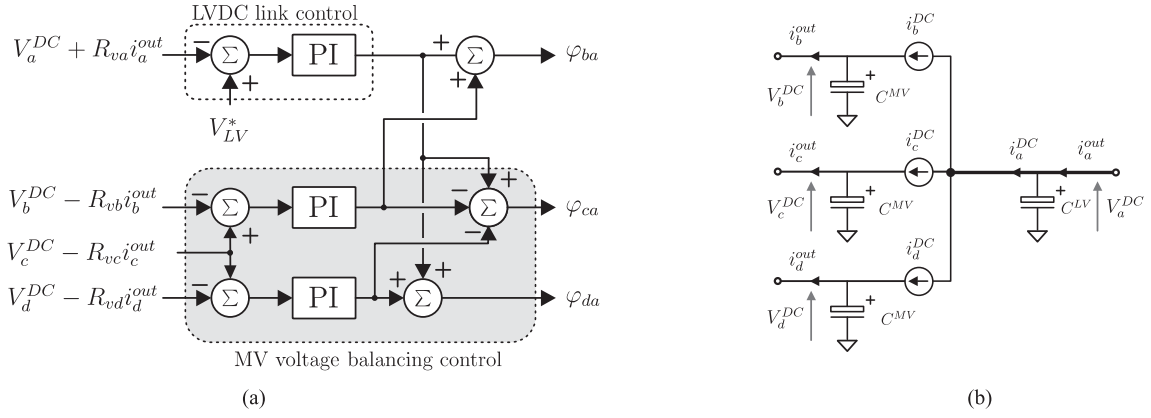 LVDC link control
V_a^{DC} + R_{va} i_a^{out}
−
Σ
+
PI
+
Σ
+
φ_{ba}
V_{LV}^*
V_b^{DC} − R_{vb} i_b^{out}
−
Σ
+
PI
−
Σ
+
−
φ_{ca}
V_c^{DC} − R_{vc} i_c^{out}
V_d^{DC} − R_{vd} i_d^{out}
−
Σ
+
PI
+
Σ
+
φ_{da}
MV voltage balancing control
(a)
i_b^{out}
i_b^{DC}
V_b^{DC}
+
C^{MV}
i_c^{out}
i_c^{DC}
V_c^{DC}
+
C^{MV}
i_a^{DC}
i_a^{out}
+
C^{LV}
V_a^{DC}
i_d^{out}
i_d^{DC}
V_d^{DC}
+
C^{MV}
(b)